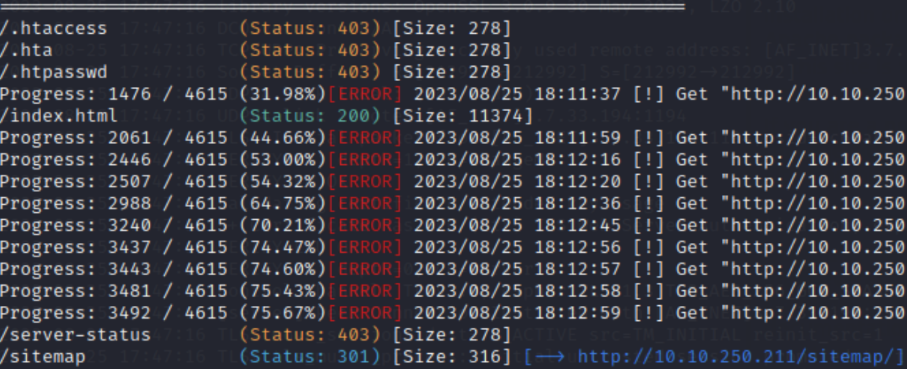 /.htaccess (Status: 403) [Size: 278]
/.hta (Status: 403) [Size: 278]
/.htpasswd (Status: 403) [Size: 278]
Progress: 1476 / 4615 (31.98%)[ERROR] 2023/08/25 18:11:37 [!] Get "http://10.10.250
/index.html (Status: 200) [Size: 11374]
Progress: 2061 / 4615 (44.66%)[ERROR] 2023/08/25 18:11:59 [!] Get "http://10.10.250
Progress: 2446 / 4615 (53.00%)[ERROR] 2023/08/25 18:12:16 [!] Get "http://10.10.250
Progress: 2507 / 4615 (54.32%)[ERROR] 2023/08/25 18:12:20 [!] Get "http://10.10.250
Progress: 2988 / 4615 (64.75%)[ERROR] 2023/08/25 18:12:36 [!] Get "http://10.10.250
Progress: 3240 / 4615 (70.21%)[ERROR] 2023/08/25 18:12:45 [!] Get "http://10.10.250
Progress: 3437 / 4615 (74.47%)[ERROR] 2023/08/25 18:12:56 [!] Get "http://10.10.250
Progress: 3443 / 4615 (74.60%)[ERROR] 2023/08/25 18:12:57 [!] Get "http://10.10.250
Progress: 3481 / 4615 (75.43%)[ERROR] 2023/08/25 18:12:58 [!] Get "http://10.10.250
Progress: 3492 / 4615 (75.67%)[ERROR] 2023/08/25 18:12:59 [!] Get "http://10.10.250
/server-status (Status: 403) [Size: 278]
/sitemap (Status: 301) [Size: 316] [--> http://10.10.250.211/sitemap/]